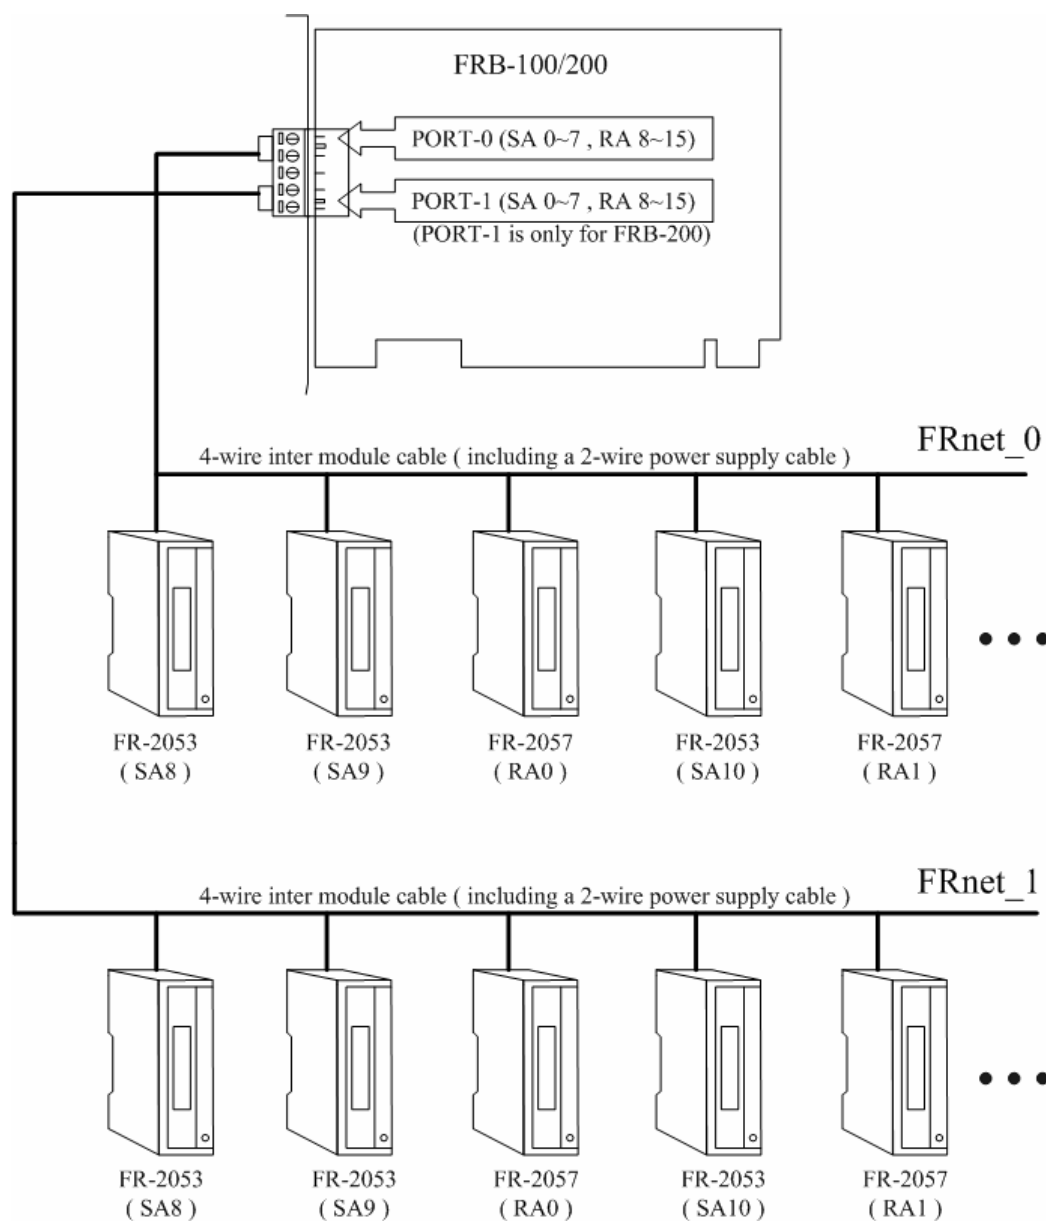 FRB-100/200
PORT-0 (SA 0~7 , RA 8~15)
PORT-1 (SA 0~7 , RA 8~15)
(PORT-1 is only for FRB-200)
FRnet_0
4-wire inter module cable ( including a 2-wire power supply cable )
FR-2053 FR-2053 FR-2057 FR-2053 FR-2057
( SA8 ) ( SA9 ) ( RA0 ) ( SA10 ) ( RA1 )
FRnet_1
4-wire inter module cable ( including a 2-wire power supply cable )
FR-2053 FR-2053 FR-2057 FR-2053 FR-2057
( SA8 ) ( SA9 ) ( RA0 ) ( SA10 ) ( RA1 )